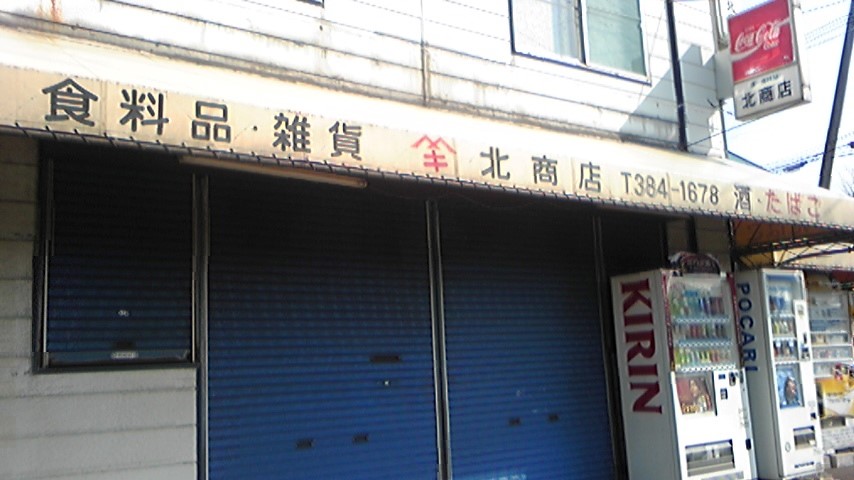 食料品・雑貨 キ 北商店 T384-1678 酒・たばこ
Coca-Cola
北商店
KIRIN
POCARI